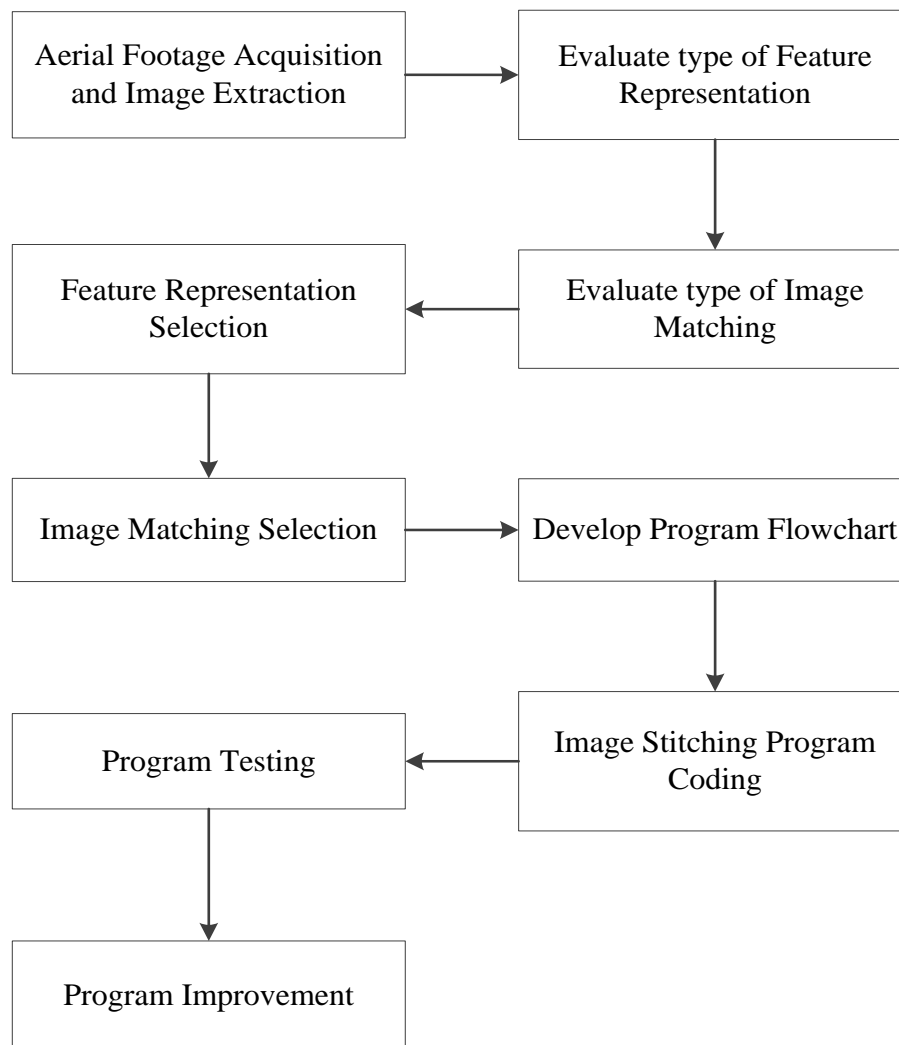 Aerial Footage Acquisition
and Image Extraction
Evaluate type of Feature
Representation
Evaluate type of Image
Matching
Feature Representation
Selection
Image Matching Selection
Develop Program Flowchart
Image Stitching Program
Coding
Program Testing
Program Improvement